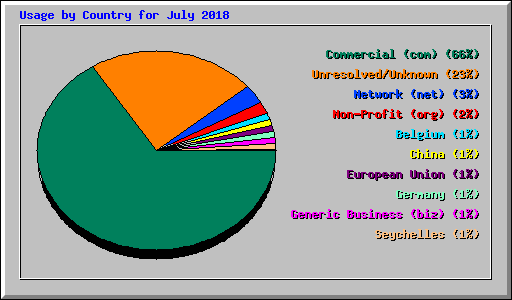 Usage by Country for July 2018
Commercial (com) (66%)
Unresolved/Unknown (23%)
Network (net) (3%)
Non-Profit (org) (2%)
Belgium (1%)
China (1%)
European Union (1%)
Germany (1%)
Generic Business (biz) (1%)
Seychelles (1%)